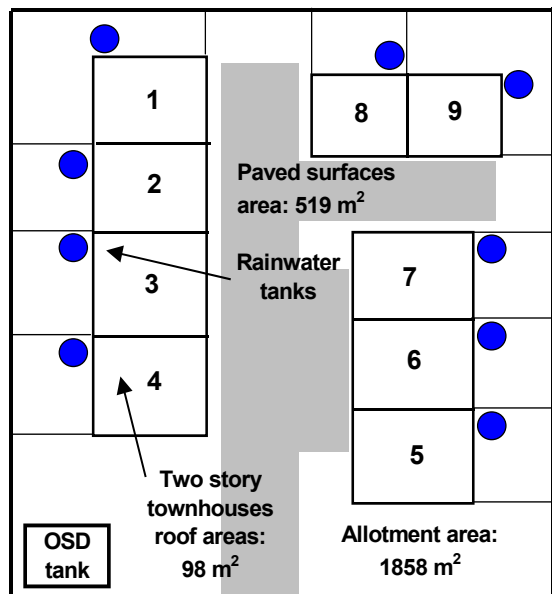 1
8
9
2
Paved surfaces
area: 519 m²
3
Rainwater
tanks
7
4
6
5
Two story
townhouses
roof areas:
98 m²
Allotment area:
1858 m²
OSD
tank